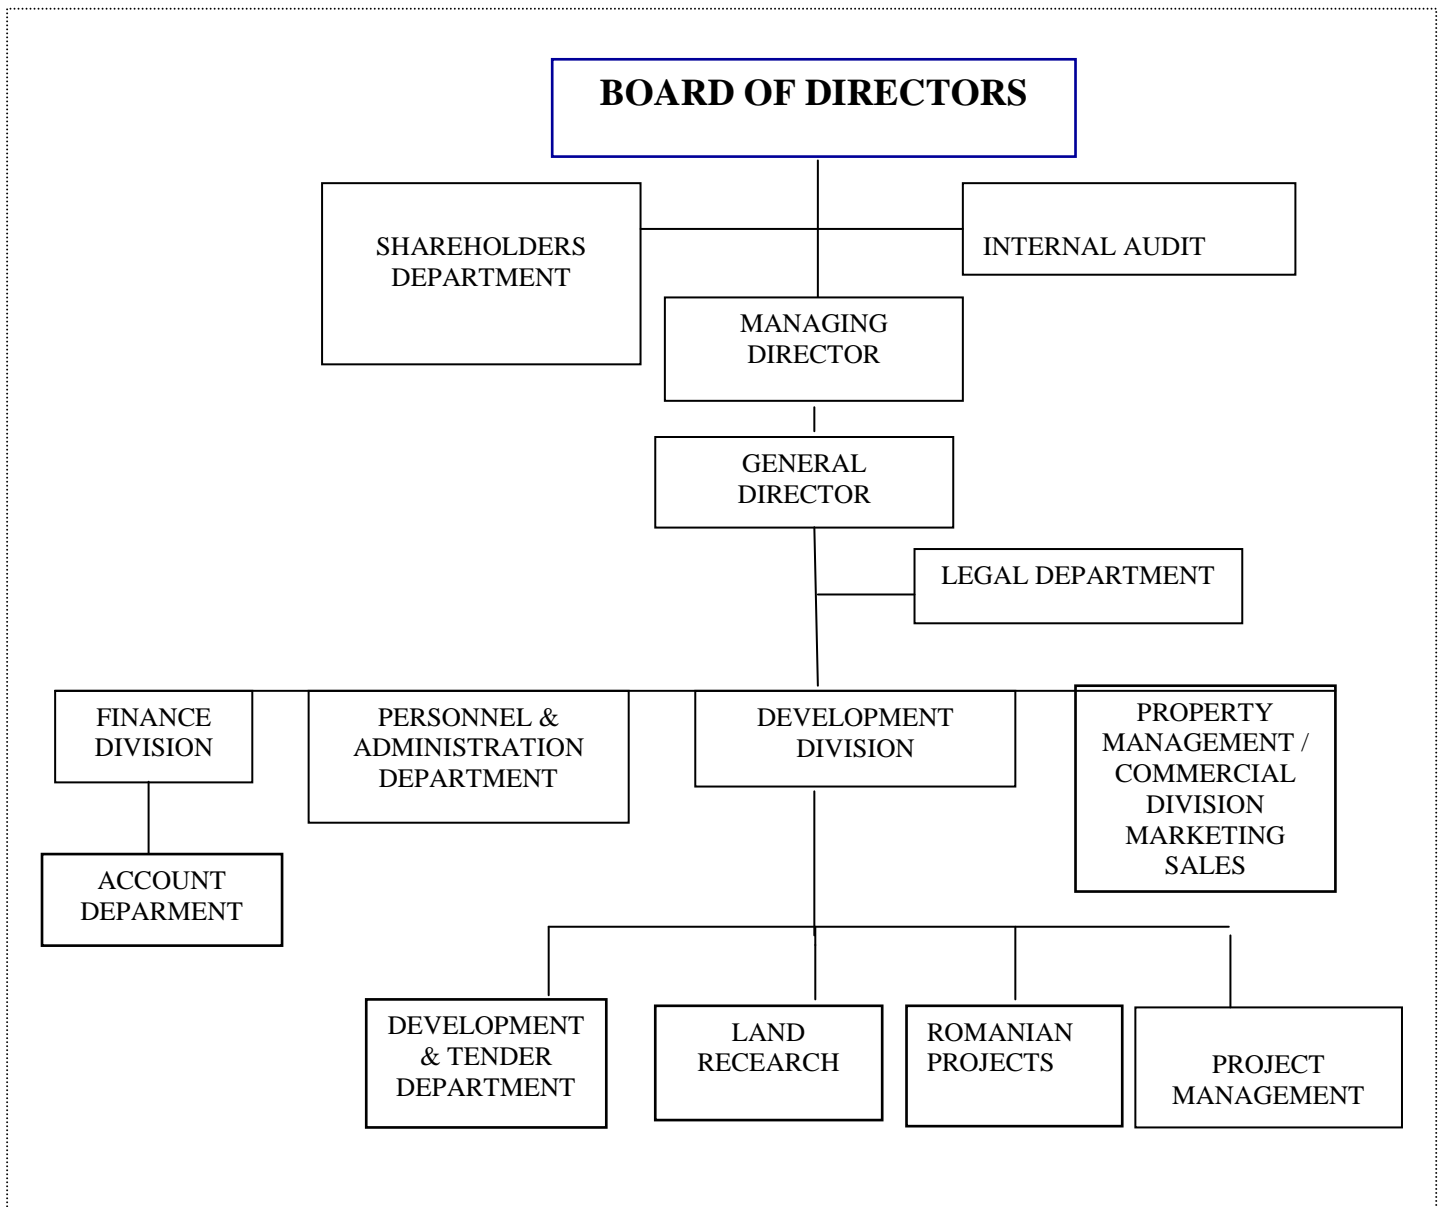 BOARD OF DIRECTORS
SHAREHOLDERS
DEPARTMENT
INTERNAL AUDIT
MANAGING
DIRECTOR
GENERAL
DIRECTOR
LEGAL DEPARTMENT
FINANCE
DIVISION
PERSONNEL &
ADMINISTRATION
DEPARTMENT
DEVELOPMENT
DIVISION
PROPERTY
MANAGEMENT /
COMMERCIAL
DIVISION
MARKETING
SALES
ACCOUNT
DEPARMENT
DEVELOPMENT
& TENDER
DEPARTMENT
LAND
RECEARCH
ROMANIAN
PROJECTS
PROJECT
MANAGEMENT